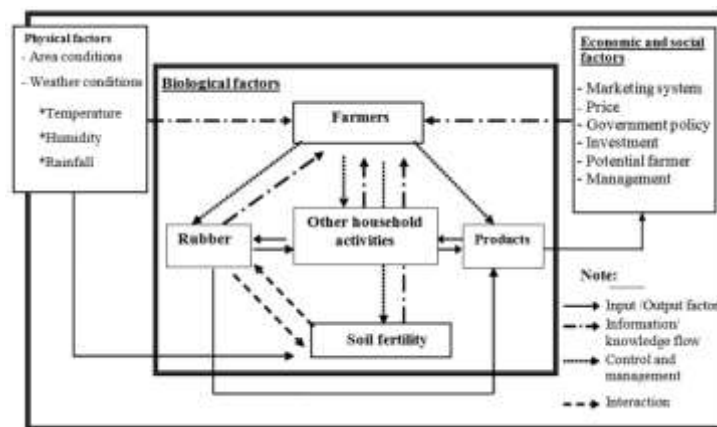 Physical factors
- Area conditions
- Weather conditions
*Temperature
*Humidity
*Rainfall
Biological factors
Farmers
Rubber
Other household
activities
Products
Soil fertility
Economic and social
factors
- Marketing system
- Price
- Government policy
- Investment
- Potential farmer
- Management
Note:
Input /Output factor
Information/
knowledge flow
Control and
management
Interaction